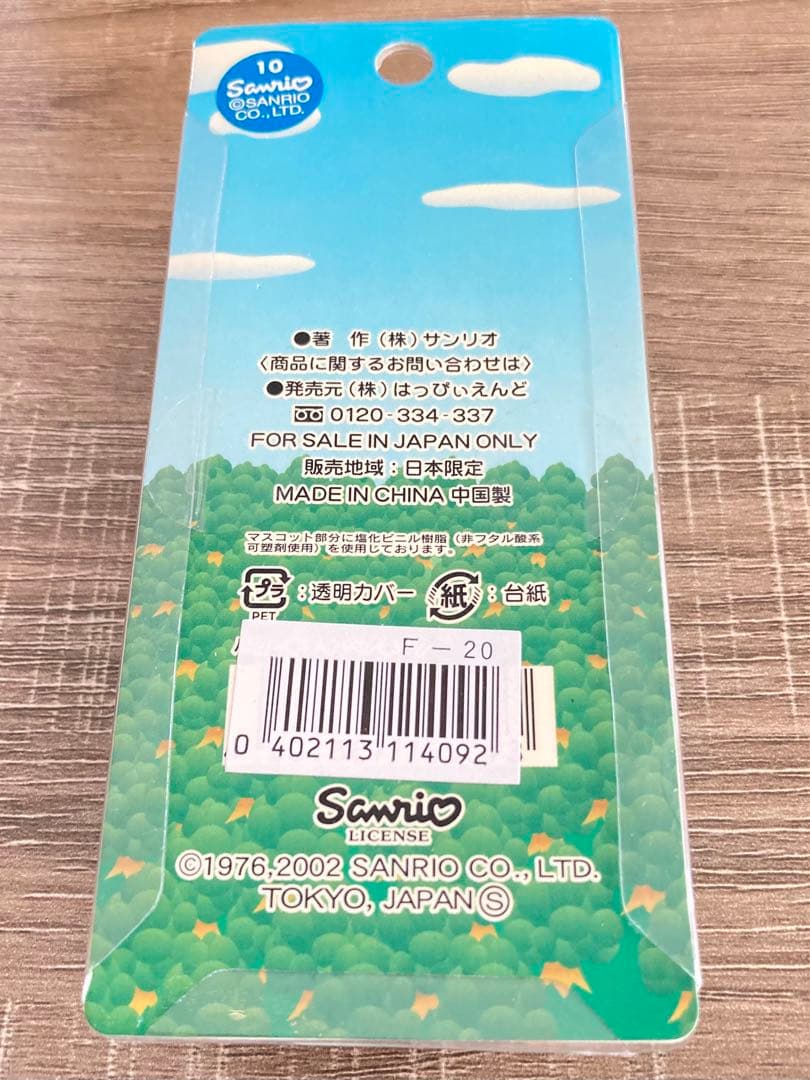 10
Sanrio
©SANRIO
CO.,LTD.
●著 作(株)サンリオ
〈商品に関するお問い合わせは〉
●発売元(株)はっぴぃえんど
0120-334-337
FOR SALE IN JAPAN ONLY
販売地域:日本限定
MADE IN CHINA 中国製
マスコット部分に塩化ビニル樹脂(非フタル酸系
可塑剤使用)を使用しております。
プラ:透明カバー 紙:台紙
PET
F-20
0 402113 114092
Sanrio
LICENSE
©1976,2002 SANRIO CO.,LTD.
TOKYO, JAPAN Ⓢ